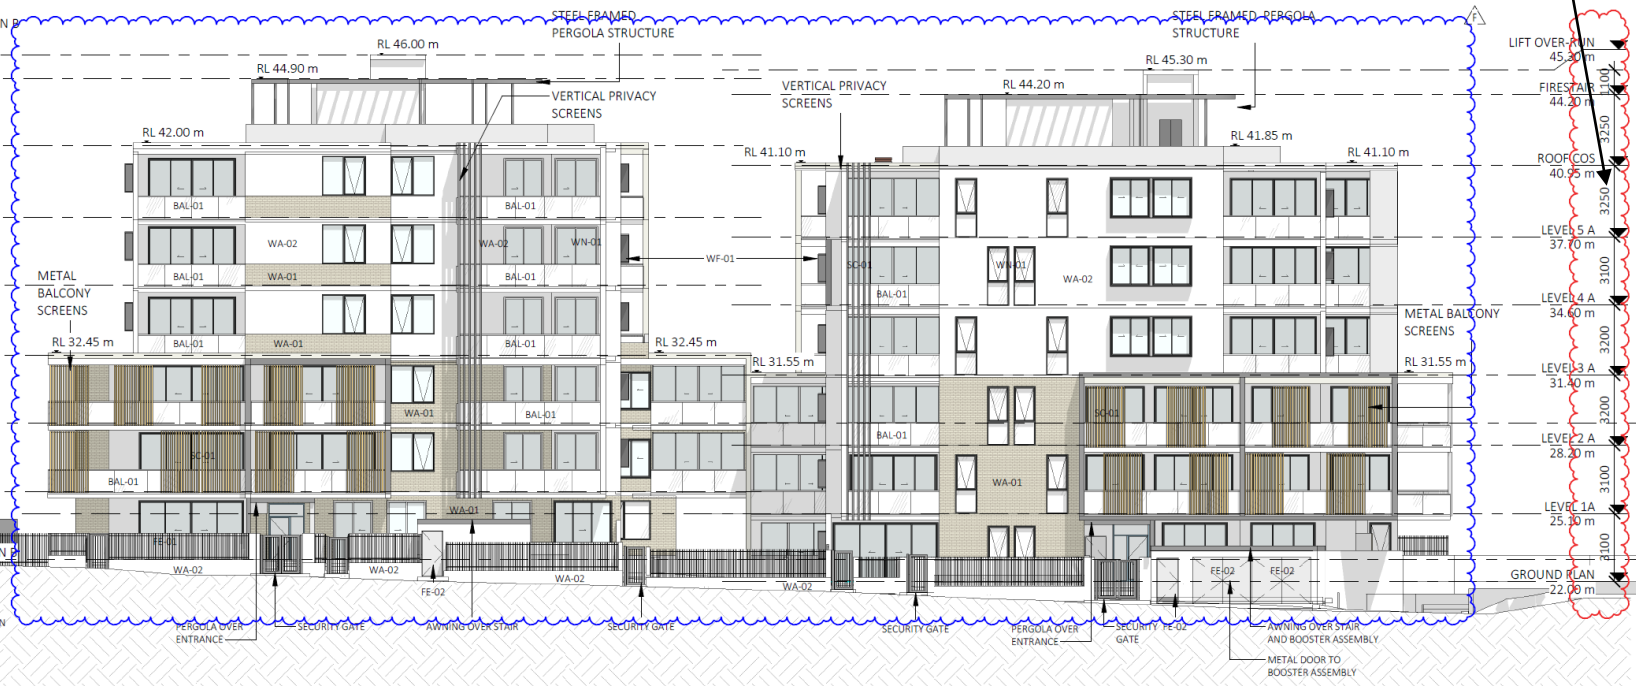 STEEL FRAMED
PERGOLA STRUCTURE
STEEL FRAMED PERGOLA
STRUCTURE
F
RL 46.00 m
RL 44.90 m
RL 45.30 m
RL 44.20 m
LIFT OVER-RUN
45.30 m
1100
VERTICAL PRIVACY
SCREENS
VERTICAL PRIVACY
SCREENS
FIRESTAIR
44.20 m
3250
RL 42.00 m
RL 41.10 m
RL 41.85 m
RL 41.10 m
ROOF COS
40.95 m
3250
BAL-01
BAL-01
WA-02
WA-02
WN-01
LEVEL 5 A
37.70 m
WF-01
SC-01
WN-01
WA-02
3100
BAL-01
WA-01
BAL-01
BAL-01
METAL
BALCONY
SCREENS
LEVEL 4 A
34.60 m
METAL BALCONY
SCREENS
3200
RL 32.45 m
BAL-01
WA-01
BAL-01
RL 32.45 m
RL 31.55 m
RL 31.55 m
LEVEL 3 A
31.40 m
3200
WA-01
BAL-01
SC-01
BAL-01
LEVEL 2 A
28.20 m
SC-01
BAL-01
WA-01
3100
WA-01
LEVEL 1A
25.10 m
FE-01
3100
WA-02
WA-02
WA-02
WA-02
FE-02
FE-02
FE-02
GROUND PLAN
22.00 m
PERGOLA OVER
ENTRANCE
SECURITY GATE
AWNING OVER STAIR
SECURITY GATE
SECURITY GATE
PERGOLA OVER
ENTRANCE
SECURITY
GATE
FE-02
AWNING OVER STAIR
AND BOOSTER ASSEMBLY
METAL DOOR TO
BOOSTER ASSEMBLY